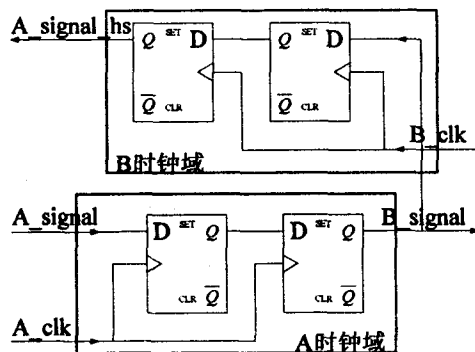 A_signal_hs
Q SET D
Q SET D
Q CLR
Q CLR
B_clk
B时钟域
A_signal
B_signal
D SET Q
D SET Q
CLR Q
CLR Q
A_clk
A时钟域